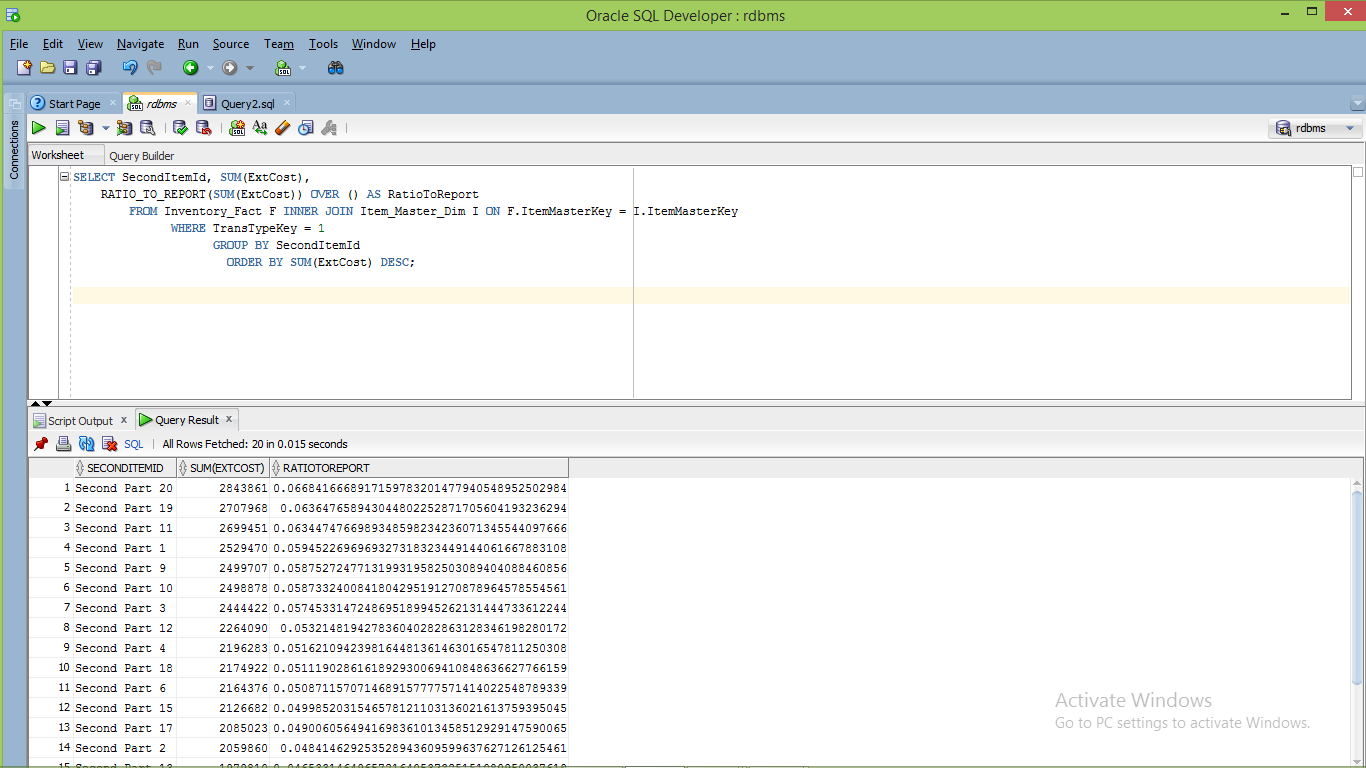 Oracle SQL Developer : rdbms
File Edit View Navigate Run Source Team Tools Window Help
Start Page rdbms Query2.sql
Connections
rdbms
Worksheet Query Builder
SELECT SecondItemId, SUM(ExtCost),
RATIO_TO_REPORT(SUM(ExtCost)) OVER () AS RatioToReport
FROM Inventory_Fact F INNER JOIN Item_Master_Dim I ON F.ItemMasterKey = I.ItemMasterKey
WHERE TransTypeKey = 1
GROUP BY SecondItemId
ORDER BY SUM(ExtCost) DESC;
Script Output x Query Result x
SQL All Rows Fetched: 20 in 0.015 seconds
SECONDITEMID SUM(EXTCOST) RATIOTOREPORT
1 Second Part 20 2843861 0.0668416668917159783201477940548952502984
2 Second Part 19 2707968 0.063647658943044802252871705604193236294
3 Second Part 11 2699451 0.0634474766989348598234236071345544097666
4 Second Part 1 2529470 0.0594522696969327318323449144061667883108
5 Second Part 9 2499707 0.0587527247713199319582503089404088460856
6 Second Part 10 2498878 0.0587332400841804295191270878964578554561
7 Second Part 3 2444422 0.0574533147248695189945262131444733612244
8 Second Part 12 2264090 0.053214819427836040282863128346198280172
9 Second Part 4 2196283 0.0516210942398164481361463016547811250308
10 Second Part 18 2174922 0.0511190286161892930069410848636627766159
11 Second Part 6 2164376 0.0508711570714689157777571414022548789339
12 Second Part 15 2126682 0.0499852031546578121103136021613759395045
13 Second Part 17 2085023 0.0490060564941698361013458512929147590065
14 Second Part 2 2059860 0.048414629253528943609599637627126125461
Activate Windows
Go to PC settings to activate Windows.